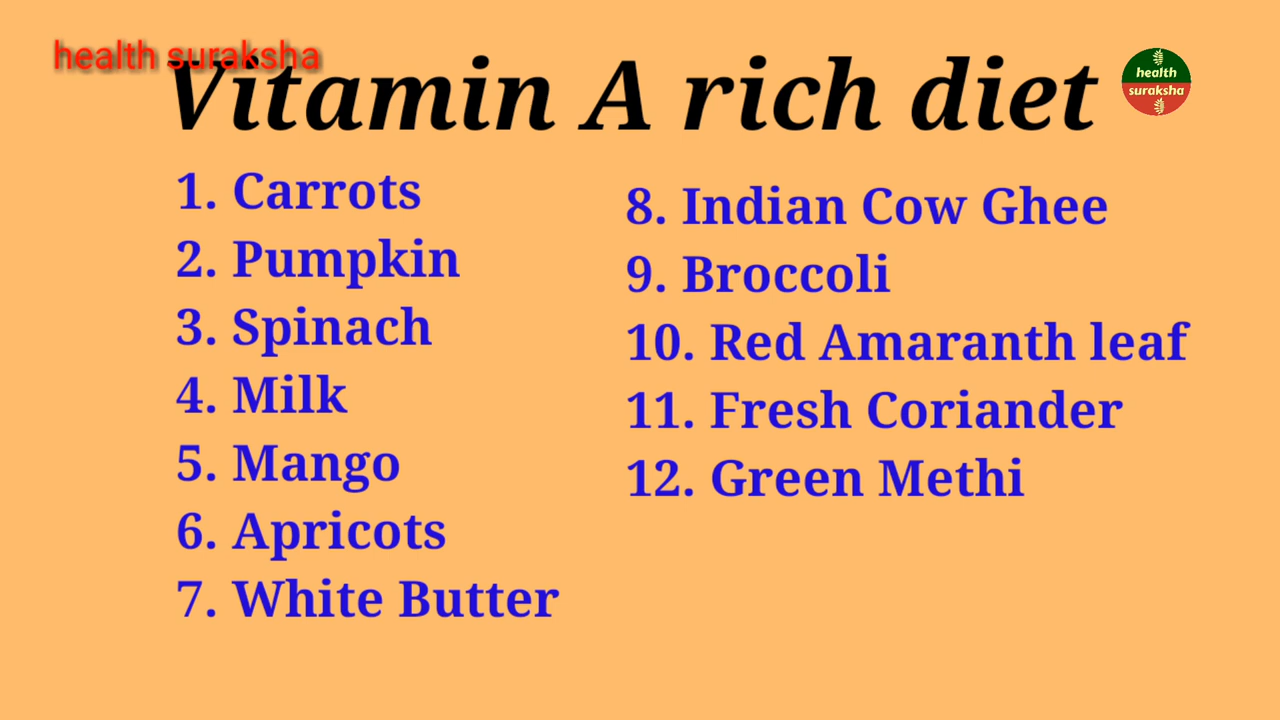 health suraksha
Vitamin A rich diet
health
suraksha
1. Carrots
2. Pumpkin
3. Spinach
4. Milk
5. Mango
6. Apricots
7. White Butter
8. Indian Cow Ghee
9. Broccoli
10. Red Amaranth leaf
11. Fresh Coriander
12. Green Methi